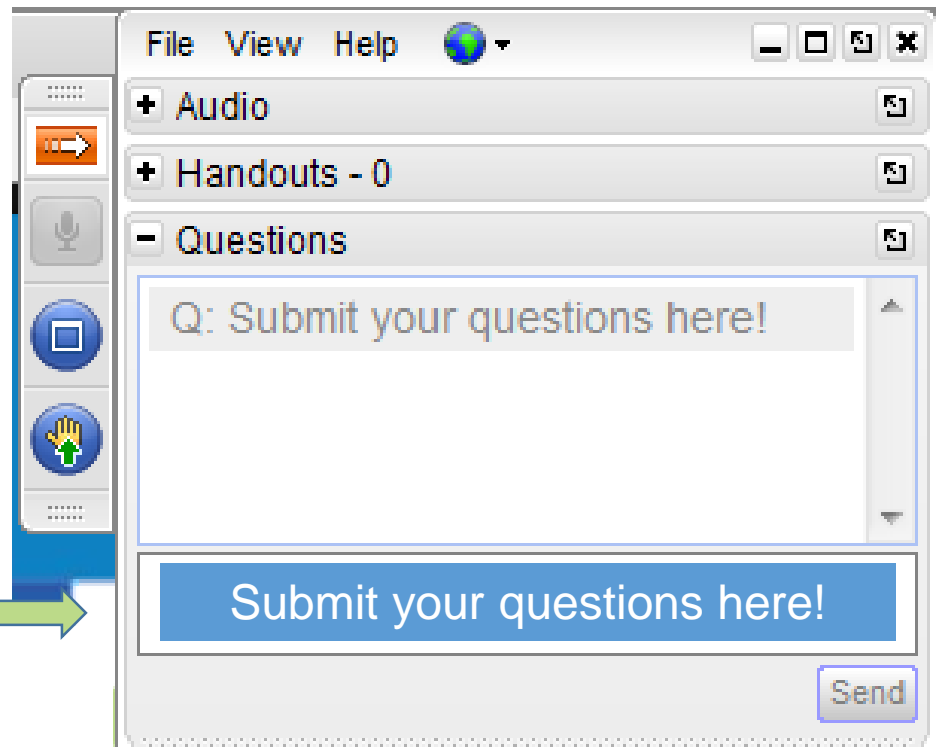 File View Help
Audio
Handouts - 0
Questions
Q: Submit your questions here!
Submit your questions here!
Send